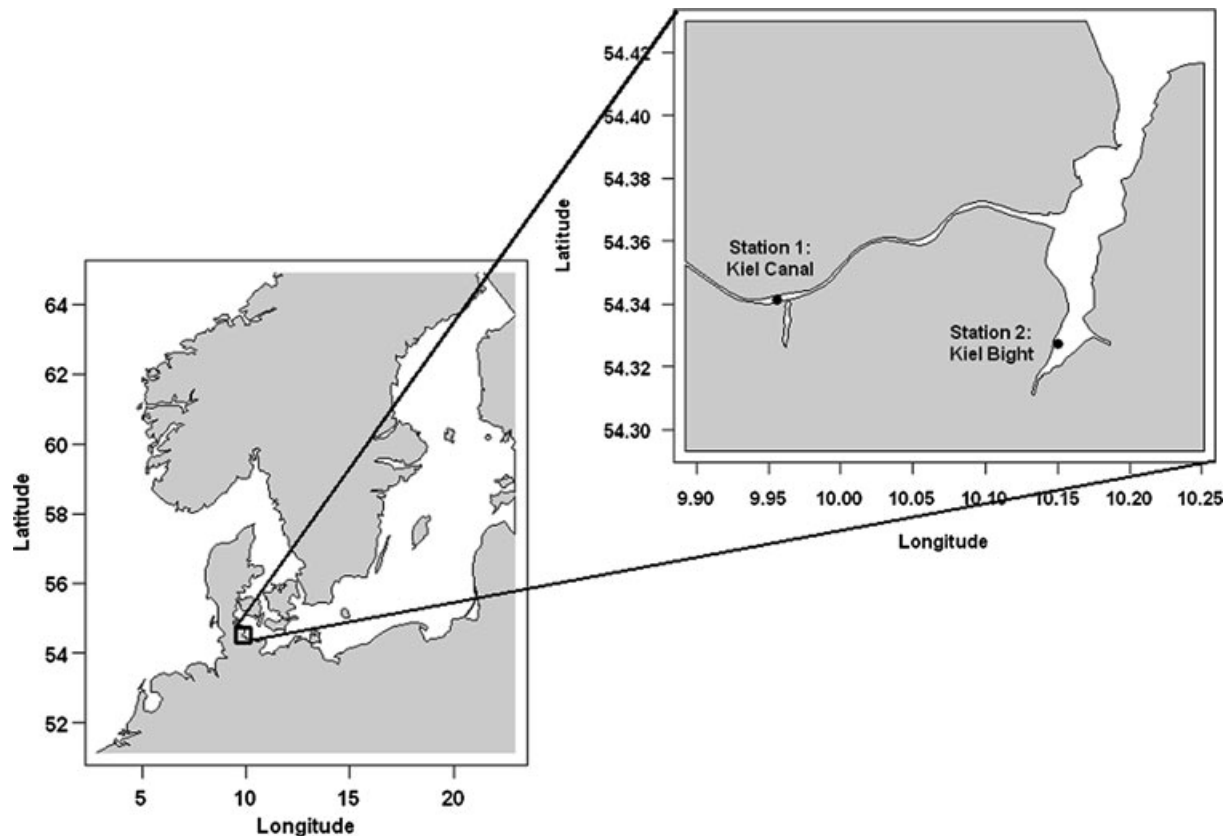 54.42
54.40
54.38
54.36
54.34
54.32
54.30
Latitude
Station 1:
Kiel Canal
Station 2:
Kiel Bight
9.90 9.95 10.00 10.05 10.10 10.15 10.20 10.25
Longitude
64
62
60
58
56
54
52
Latitude
5 10 15 20
Longitude